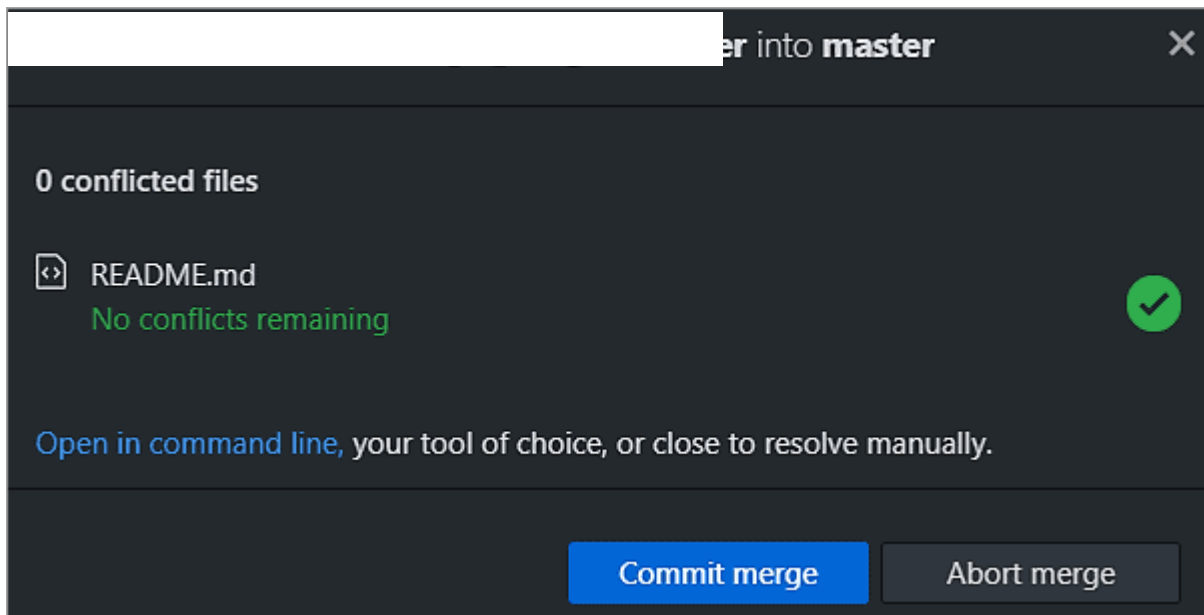 into master
0 conflicted files
README.md
No conflicts remaining
Open in command line, your tool of choice, or close to resolve manually.
Commit merge
Abort merge